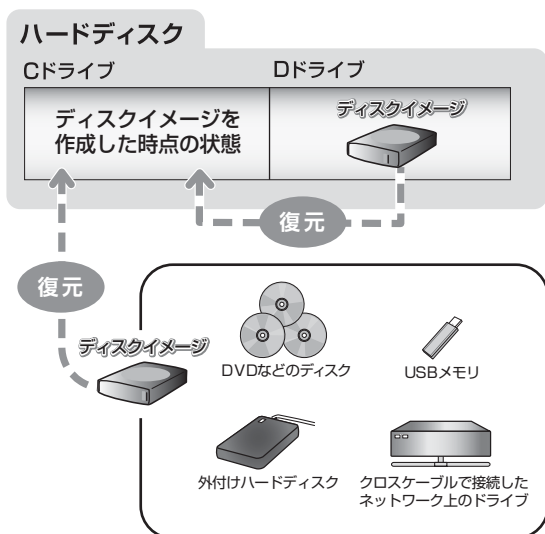 ハードディスク
Cドライブ
Dドライブ
ディスクイメージを
作成した時点の状態
ディスクイメージ
復元
復元
ディスクイメージ
DVDなどのディスク
USBメモリ
外付けハードディスク
クロスケーブルで接続した
ネットワーク上のドライブ